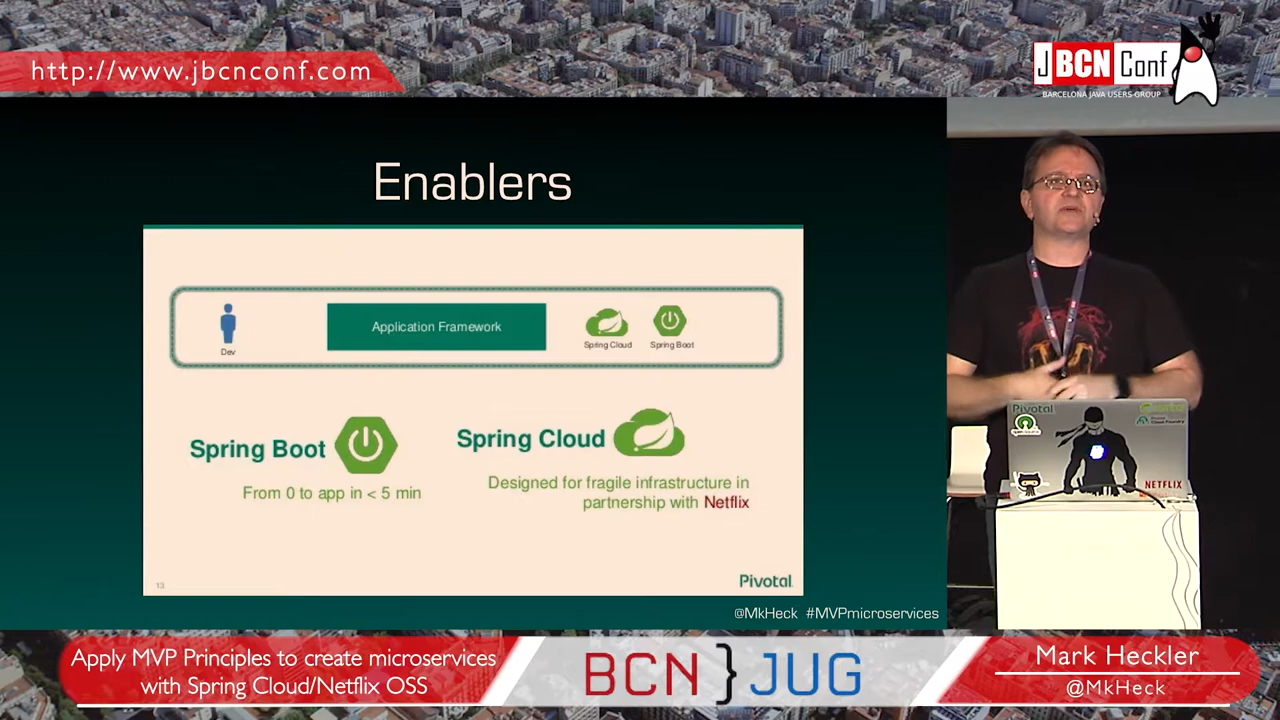 http://www.jbcnconf.com
JBCNConf
BARCELONA JAVA USERS GROUP
Enablers
Dev
Application Framework
Spring Cloud
Spring Boot
Spring Boot
From 0 to app in < 5 min
Spring Cloud
Designed for fragile infrastructure in
partnership with Netflix
13
Pivotal
@MkHeck #MVPmicroservices
Pivotal
NETFLIX
Apply MVP Principles to create microservices
with Spring Cloud/Netflix OSS
BCN}JUG
Mark Heckler
@MkHeck